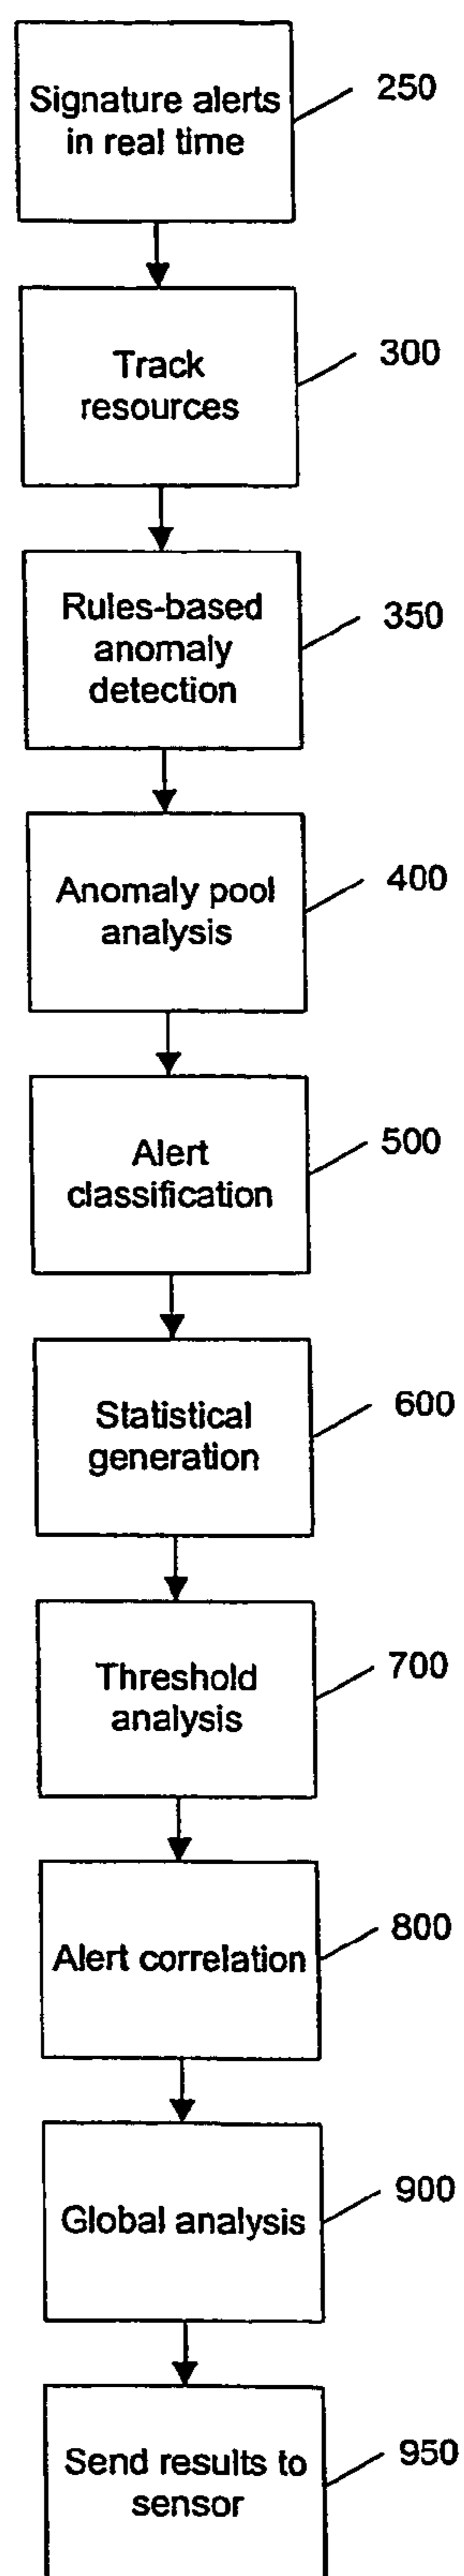 Signature alerts
in real time
250
Track
resources
300
Rules-based
anomaly
detection
350
Anomaly pool
analysis
400
Alert
classification
500
Statistical
generation
600
Threshold
analysis
700
Alert correlation
800
Global analysis
900
Send results to
sensor
950